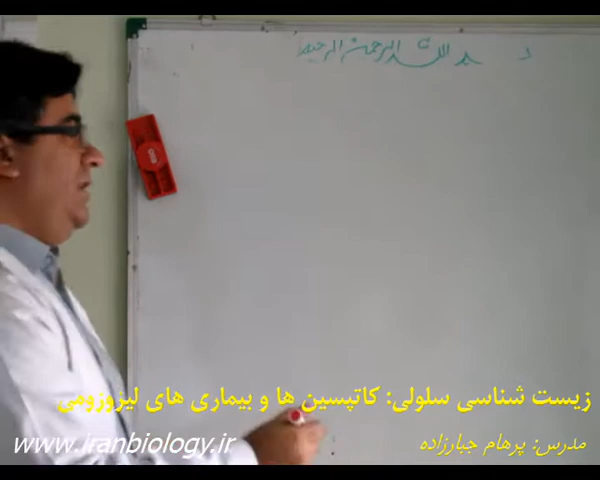 بسم الله الرحمن الرحیم
زیست شناسی سلولی: کاتپسین ها و بیماری های لیزوزومی
مدرس: پرهام جبارزاده
www.iranbiology.ir